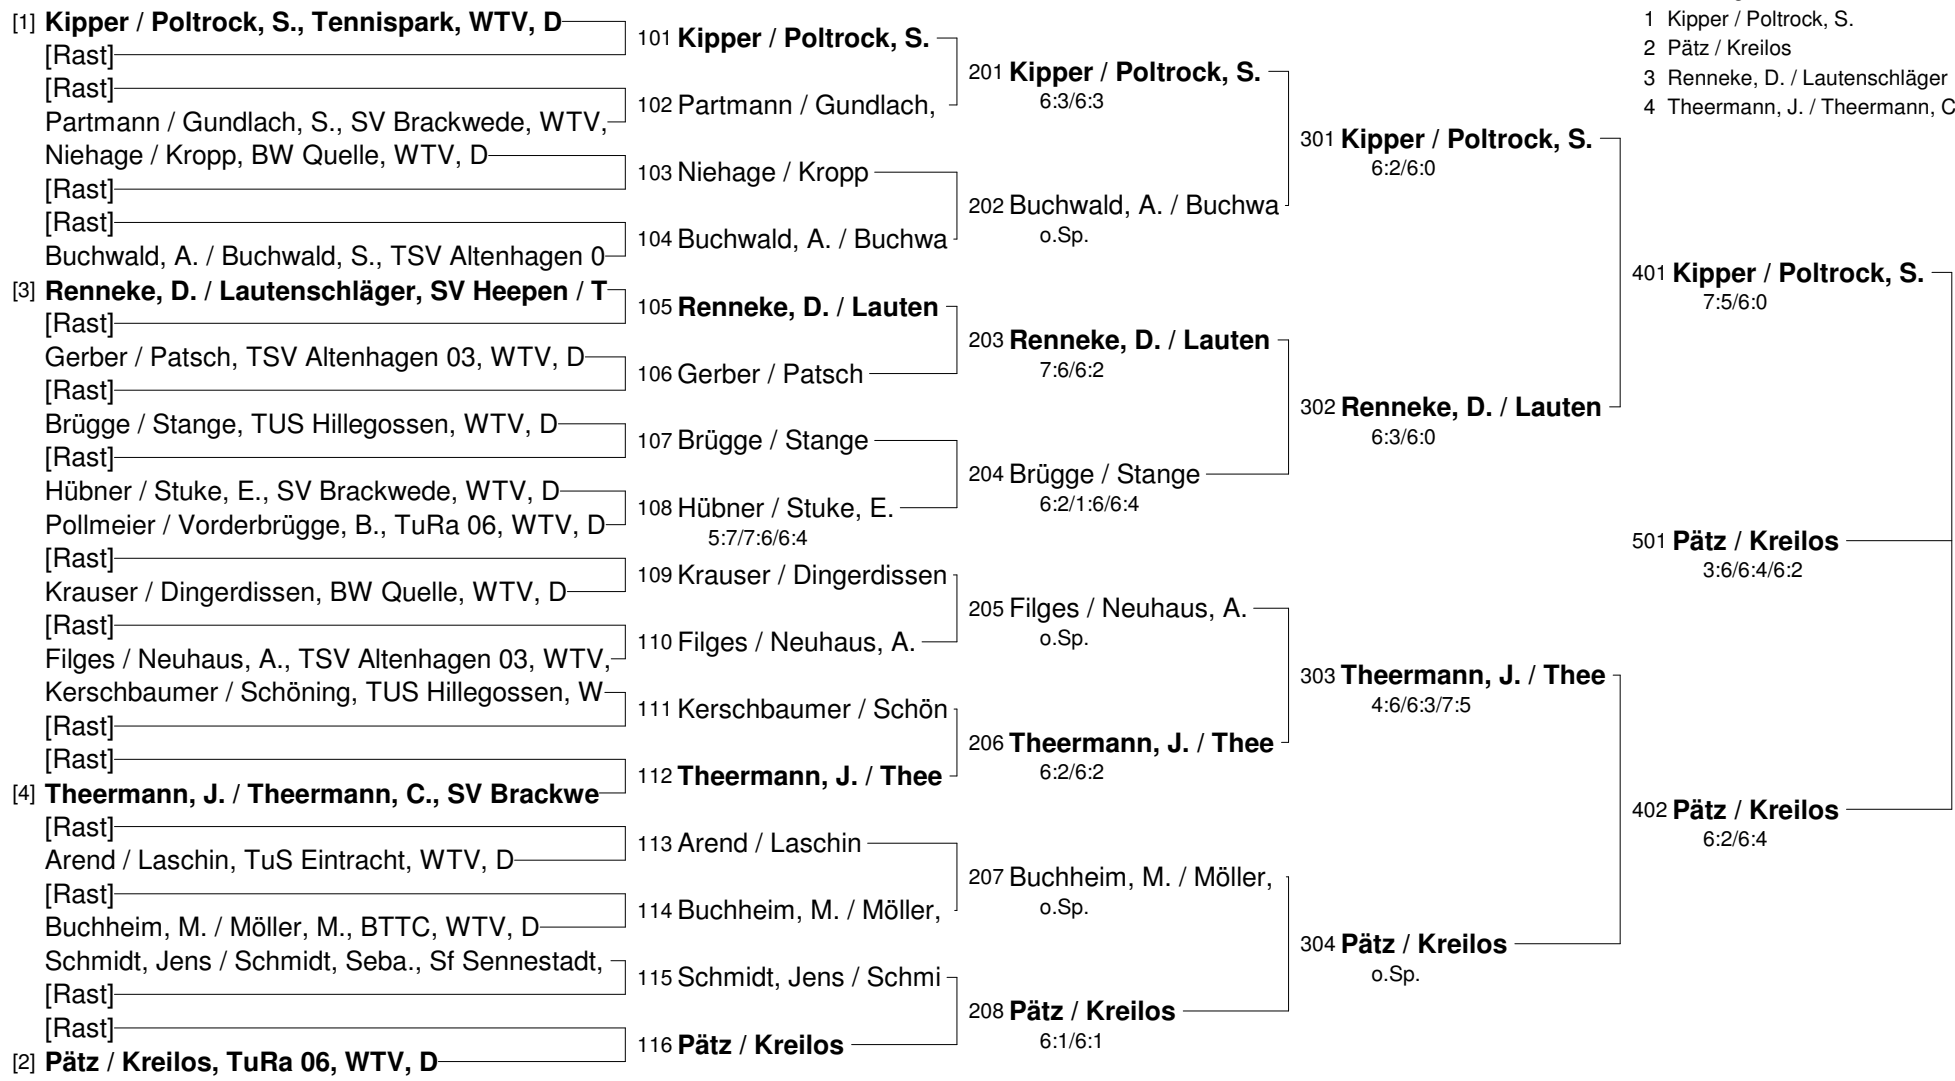 [1] Kipper / Poltrock, S., Tennispark, WTV, D
[Rast]
[Rast]
Partmann / Gundlach, S., SV Brackwede, WTV,
Niehage / Kropp, BW Quelle, WTV, D
[Rast]
[Rast]
Buchwald, A. / Buchwald, S., TSV Altenhagen 0
[3] Renneke, D. / Lautenschläger, SV Heepen / T
[Rast]
Gerber / Patsch, TSV Altenhagen 03, WTV, D
[Rast]
Brügge / Stange, TUS Hillegossen, WTV, D
[Rast]
Hübner / Stuke, E., SV Brackwede, WTV, D
Pollmeier / Vorderbrügge, B., TuRa 06, WTV, D
[Rast]
Krauser / Dingerdissen, BW Quelle, WTV, D
[Rast]
Filges / Neuhaus, A., TSV Altenhagen 03, WTV,
Kerschbaumer / Schöning, TUS Hillegossen, W
[Rast]
[Rast]
[4] Theermann, J. / Theermann, C., SV Brackwe
[Rast]
Arend / Laschin, TuS Eintracht, WTV, D
[Rast]
Buchheim, M. / Möller, M., BTTC, WTV, D
Schmidt, Jens / Schmidt, Seba., Sf Sennestadt,
[Rast]
[Rast]
[2] Pätz / Kreilos, TuRa 06, WTV, D
101 Kipper / Poltrock, S.
102 Partmann / Gundlach,
103 Niehage / Kropp
104 Buchwald, A. / Buchwa
105 Renneke, D. / Lauten
106 Gerber / Patsch
107 Brügge / Stange
108 Hübner / Stuke, E.
5:7/7:6/6:4
109 Krauser / Dingerdissen
110 Filges / Neuhaus, A.
111 Kerschbaumer / Schön
112 Theermann, J. / Thee
113 Arend / Laschin
114 Buchheim, M. / Möller,
115 Schmidt, Jens / Schmi
116 Pätz / Kreilos
201 Kipper / Poltrock, S.
6:3/6:3
202 Buchwald, A. / Buchwa
o.Sp.
203 Renneke, D. / Lauten
7:6/6:2
204 Brügge / Stange
6:2/1:6/6:4
205 Filges / Neuhaus, A.
o.Sp.
206 Theermann, J. / Thee
6:2/6:2
207 Buchheim, M. / Möller,
o.Sp.
208 Pätz / Kreilos
6:1/6:1
301 Kipper / Poltrock, S.
6:2/6:0
302 Renneke, D. / Lauten
6:3/6:0
303 Theermann, J. / Thee
4:6/6:3/7:5
304 Pätz / Kreilos
o.Sp.
1 Kipper / Poltrock, S.
2 Pätz / Kreilos
3 Renneke, D. / Lautenschläger
4 Theermann, J. / Theermann, C
401 Kipper / Poltrock, S.
7:5/6:0
501 Pätz / Kreilos
3:6/6:4/6:2
402 Pätz / Kreilos
6:2/6:4